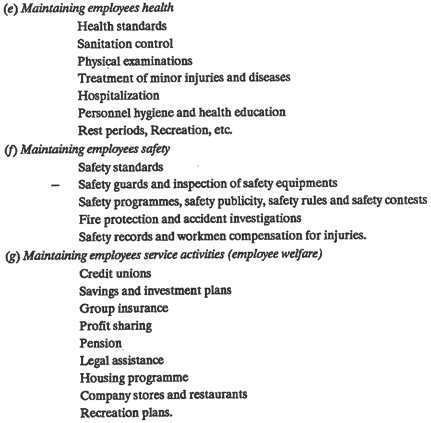 (e) Maintaining employees health
Health standards
Sanitation control
Physical examinations
Treatment of minor injuries and diseases
Hospitalization
Personnel hygiene and health education
Rest periods, Recreation, etc.
(f) Maintaining employees safety
Safety standards
– Safety guards and inspection of safety equipments
Safety programmes, safety publicity, safety rules and safety contests
Fire protection and accident investigations
Safety records and workmen compensation for injuries.
(g) Maintaining employees service activities (employee welfare)
Credit unions
Savings and investment plans
Group insurance
Profit sharing
Pension
Legal assistance
Housing programme
Company stores and restaurants
Recreation plans.